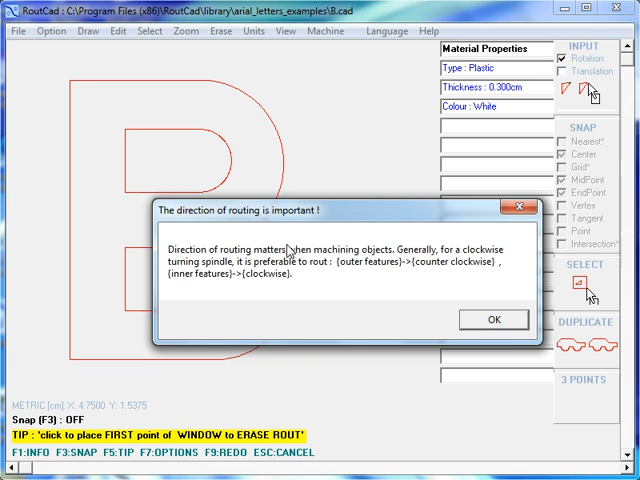 RoutCad : C:\Program Files (x86)\RoutCad\library\arial_letters_examples\B.cad
File Option Draw Edit Select Zoom Erase Units View Machine Language Help
Material Properties
Type : Plastic
Thickness : 0.300cm
Colour : White
INPUT
Rotation
Translation
SNAP
Nearest*
Center
Grid*
MidPoint
EndPoint
Vertex
Tangent
Point
Intersection*
SELECT
DUPLICATE
3 POINTS
The direction of routing is important !
Direction of routing matters when machining objects. Generally, for a clockwise
turning spindle, it is preferable to rout : {outer features}->{counter clockwise} ,
{inner features}->{clockwise}.
OK
METRIC [cm]: X: 4.7500 Y: 1.5375
Snap (F3) : OFF
TIP : 'click to place FIRST point of WINDOW to ERASE ROUT'
F1:INFO F3:SNAP F5:TIP F7:OPTIONS F9:REDO ESC:CANCEL